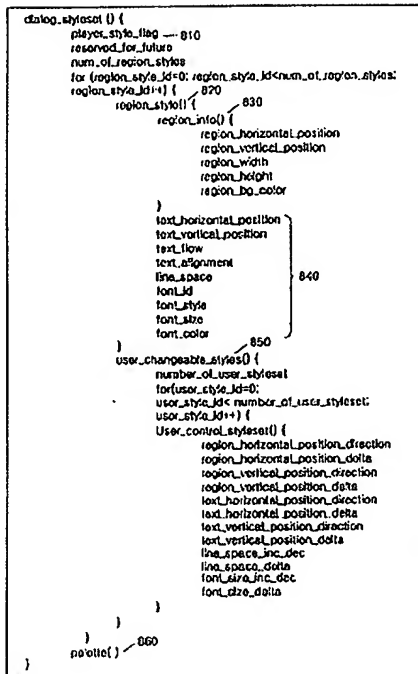 dialog_styleset () {
player_style_flag 810
reserved_for_future
num_of_region_styles
for (region_style_id=0; region_style_id<num_of_region_styles;
region_style_id++) { 820
region_style() { 830
region_info() {
region_horizontal_position
region_vertical_position
region_width
region_height
region_bg_color
}
text_horizontal_position
text_vertical_position
text_flow
text_alignment
line_space 840
font_id
font_style
font_size
font_color
} 850
user_changeable_styles() {
number_of_user_styleset
for(user_style_id=0;
user_style_id< number_of_user_styleset;
user_style_id++) {
User_control_styleset() {
region_horizontal_position_direction
region_horizontal_position_delta
region_vertical_position_direction
region_vertical_position_delta
text_horizontal_position_direction
text_horizontal_position_delta
text_vertical_position_direction
text_vertical_position_delta
line_space_inc_dec
line_space_delta
font_size_inc_dec
font_size_delta
}
}
}
palette( ) 860
}